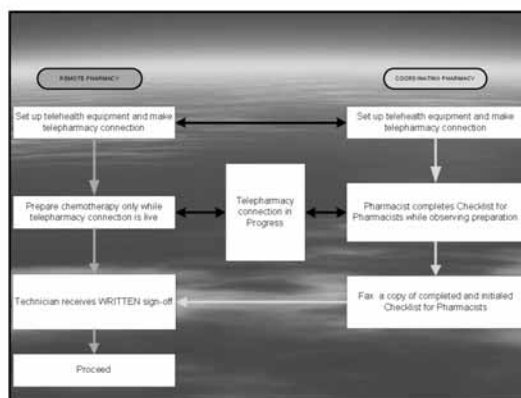 REMOTE PHARMACY
COORDINATING PHARMACY
Set up telehealth equipment and make
telepharmacy connection
Set up telehealth equipment and make
telepharmacy connection
Prepare chemotherapy only while
telepharmacy connection is live
Telepharmacy
connection in
Progress
Pharmacist completes Checklist for
Pharmacists while observing preparation
Technician receives WRITTEN sign-off
Fax a copy of completed and initialed
Checklist for Pharmacists
Proceed